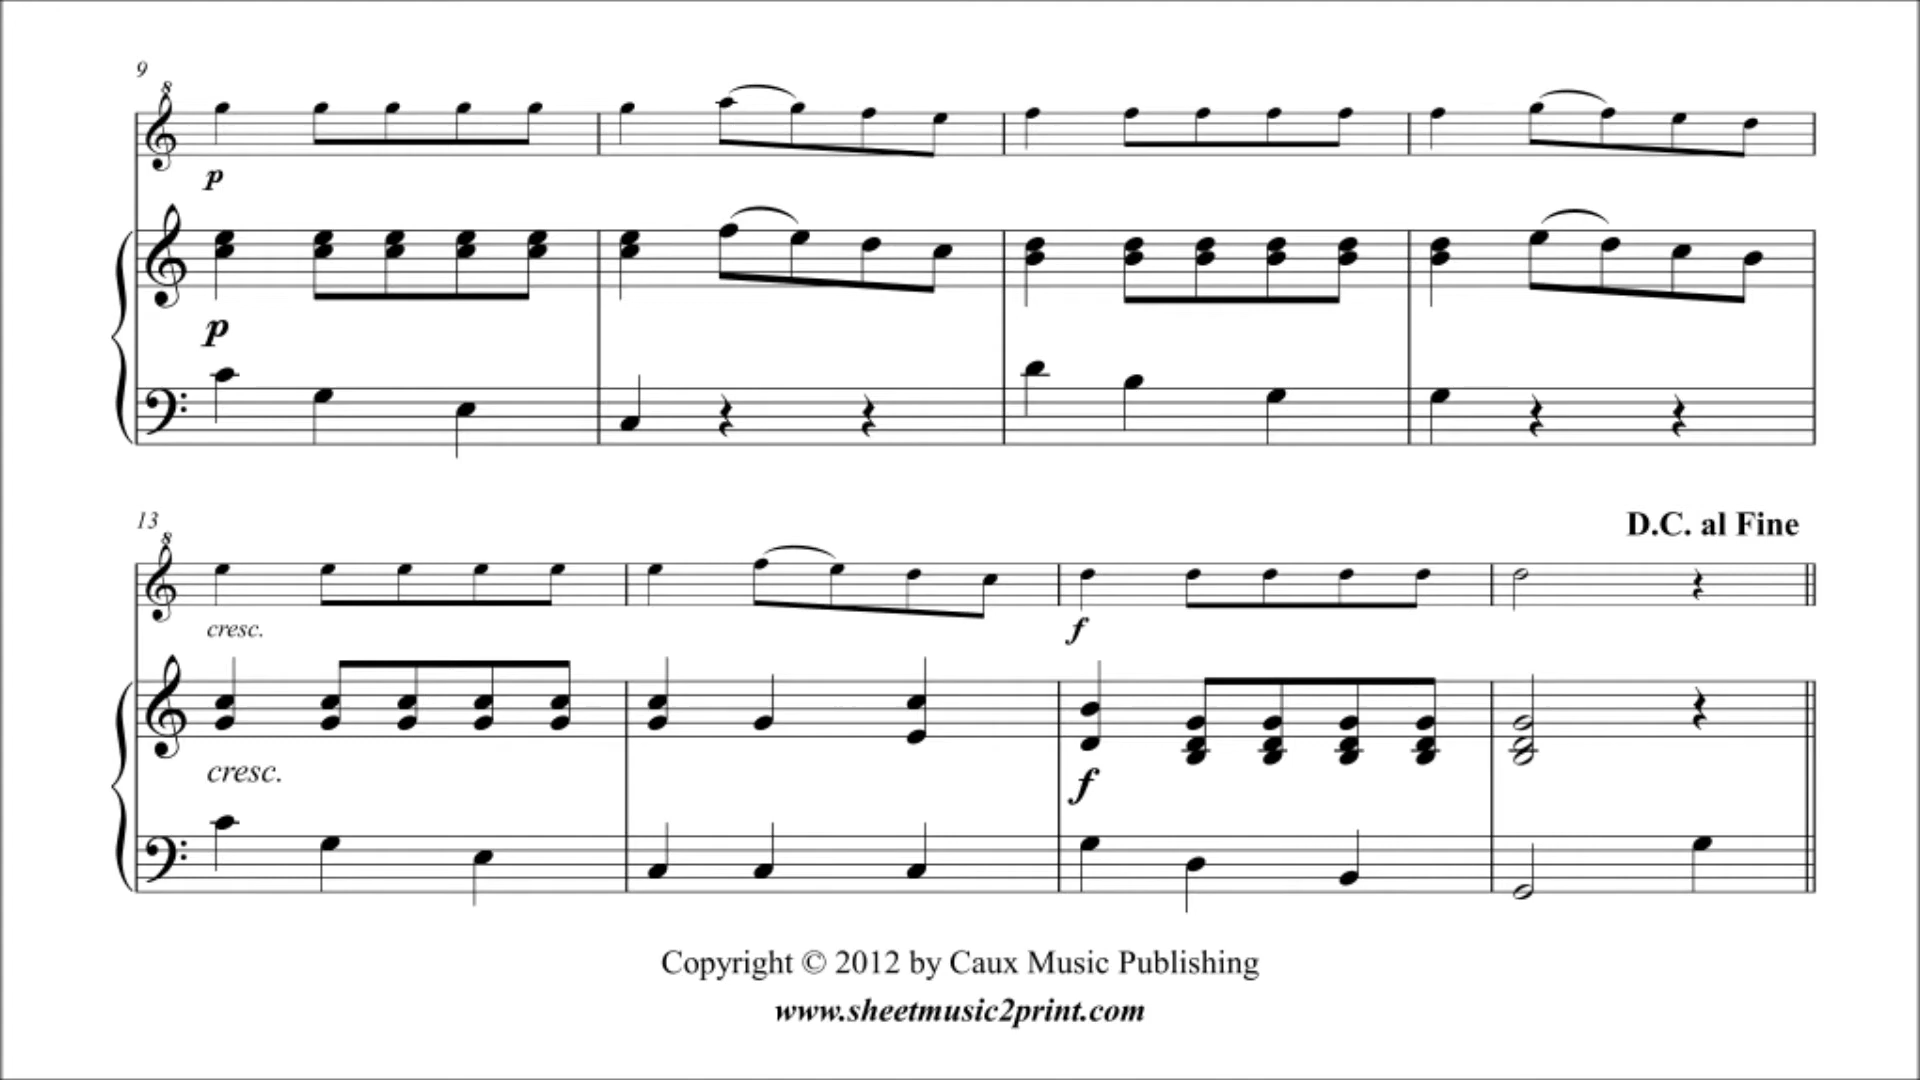 9
8
p
p
13
D.C. al Fine
8
cresc.
f
cresc.
f
Copyright © 2012 by Caux Music Publishing
www.sheetmusic2print.com